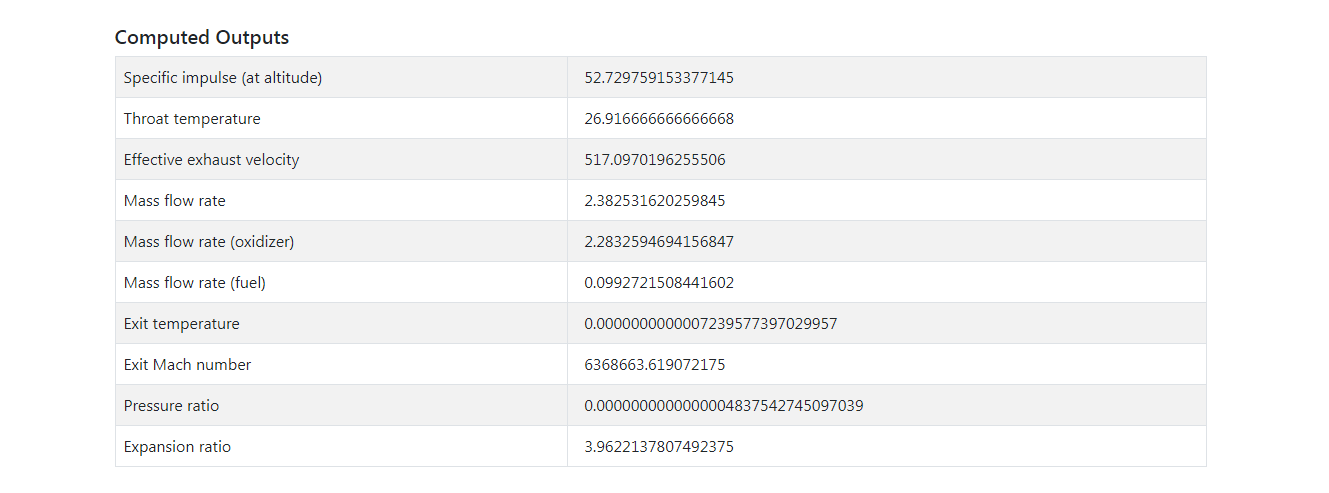 Computed Outputs
Specific impulse (at altitude) 52.729759153377145
Throat temperature 26.916666666666668
Effective exhaust velocity 517.0970196255506
Mass flow rate 2.382531620259845
Mass flow rate (oxidizer) 2.2832594694156847
Mass flow rate (fuel) 0.0992721508441602
Exit temperature 0.0000000000007239577397029957
Exit Mach number 6368663.619072175
Pressure ratio 0.0000000000000004837542745097039
Expansion ratio 3.9622137807492375